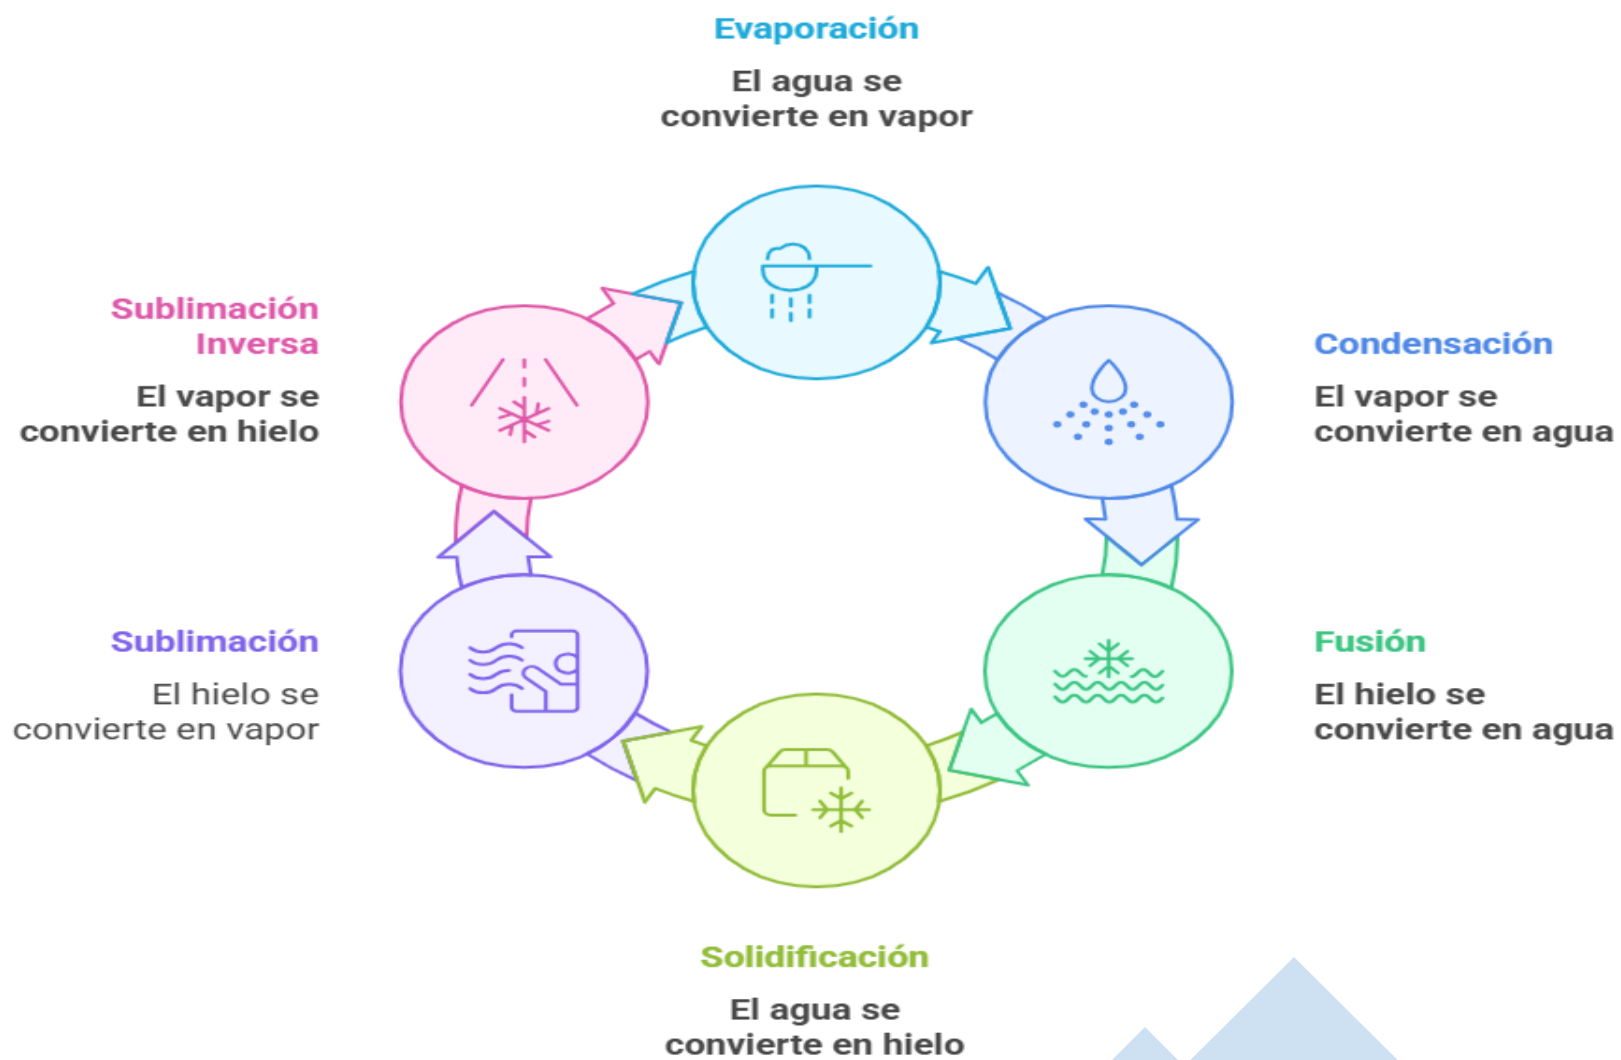 Evaporación
El agua se
convierte en vapor
Condensación
El vapor se
convierte en agua
Fusión
El hielo se
convierte en agua
Solidificación
El agua se
convierte en hielo
Sublimación
El hielo se
convierte en vapor
Sublimación
Inversa
El vapor se
convierte en hielo